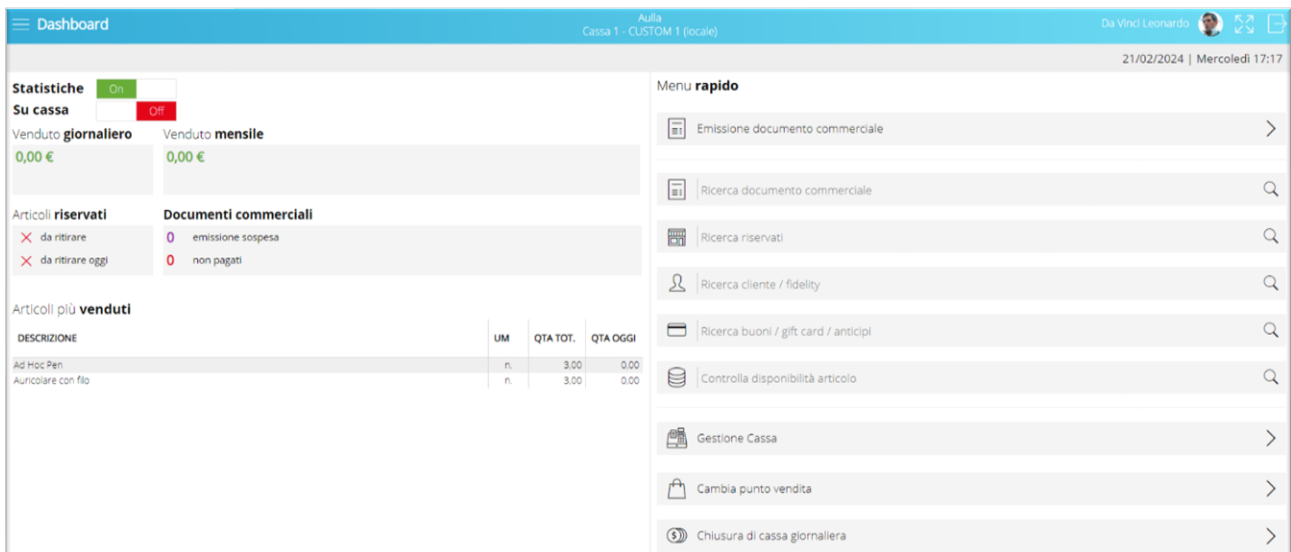 Dashboard
Aulla
Cassa 1 - CUSTOM 1 (locale)
Da Vinci Leonardo
21/02/2024 | Mercoledì 17:17
Statistiche On
Su cassa Off
Venduto giornaliero Venduto mensile
0,00 € 0,00 €
Articoli riservati Documenti commerciali
da ritirare 0 emissione sospesa
da ritirare oggi 0 non pagati
Articoli più venduti
DESCRIZIONE UM QTA TOT. QTA OGGI
Ad Hoc Pen n. 3,00 0,00
Auricolare con filo n. 3,00 0,00
Menu rapido
Emissione documento commerciale
Ricerca documento commerciale
Ricerca riservati
Ricerca cliente / fidelity
Ricerca buoni / gift card / anticipi
Controlla disponibilità articolo
Gestione Cassa
Cambia punto vendita
Chiusura di cassa giornaliera